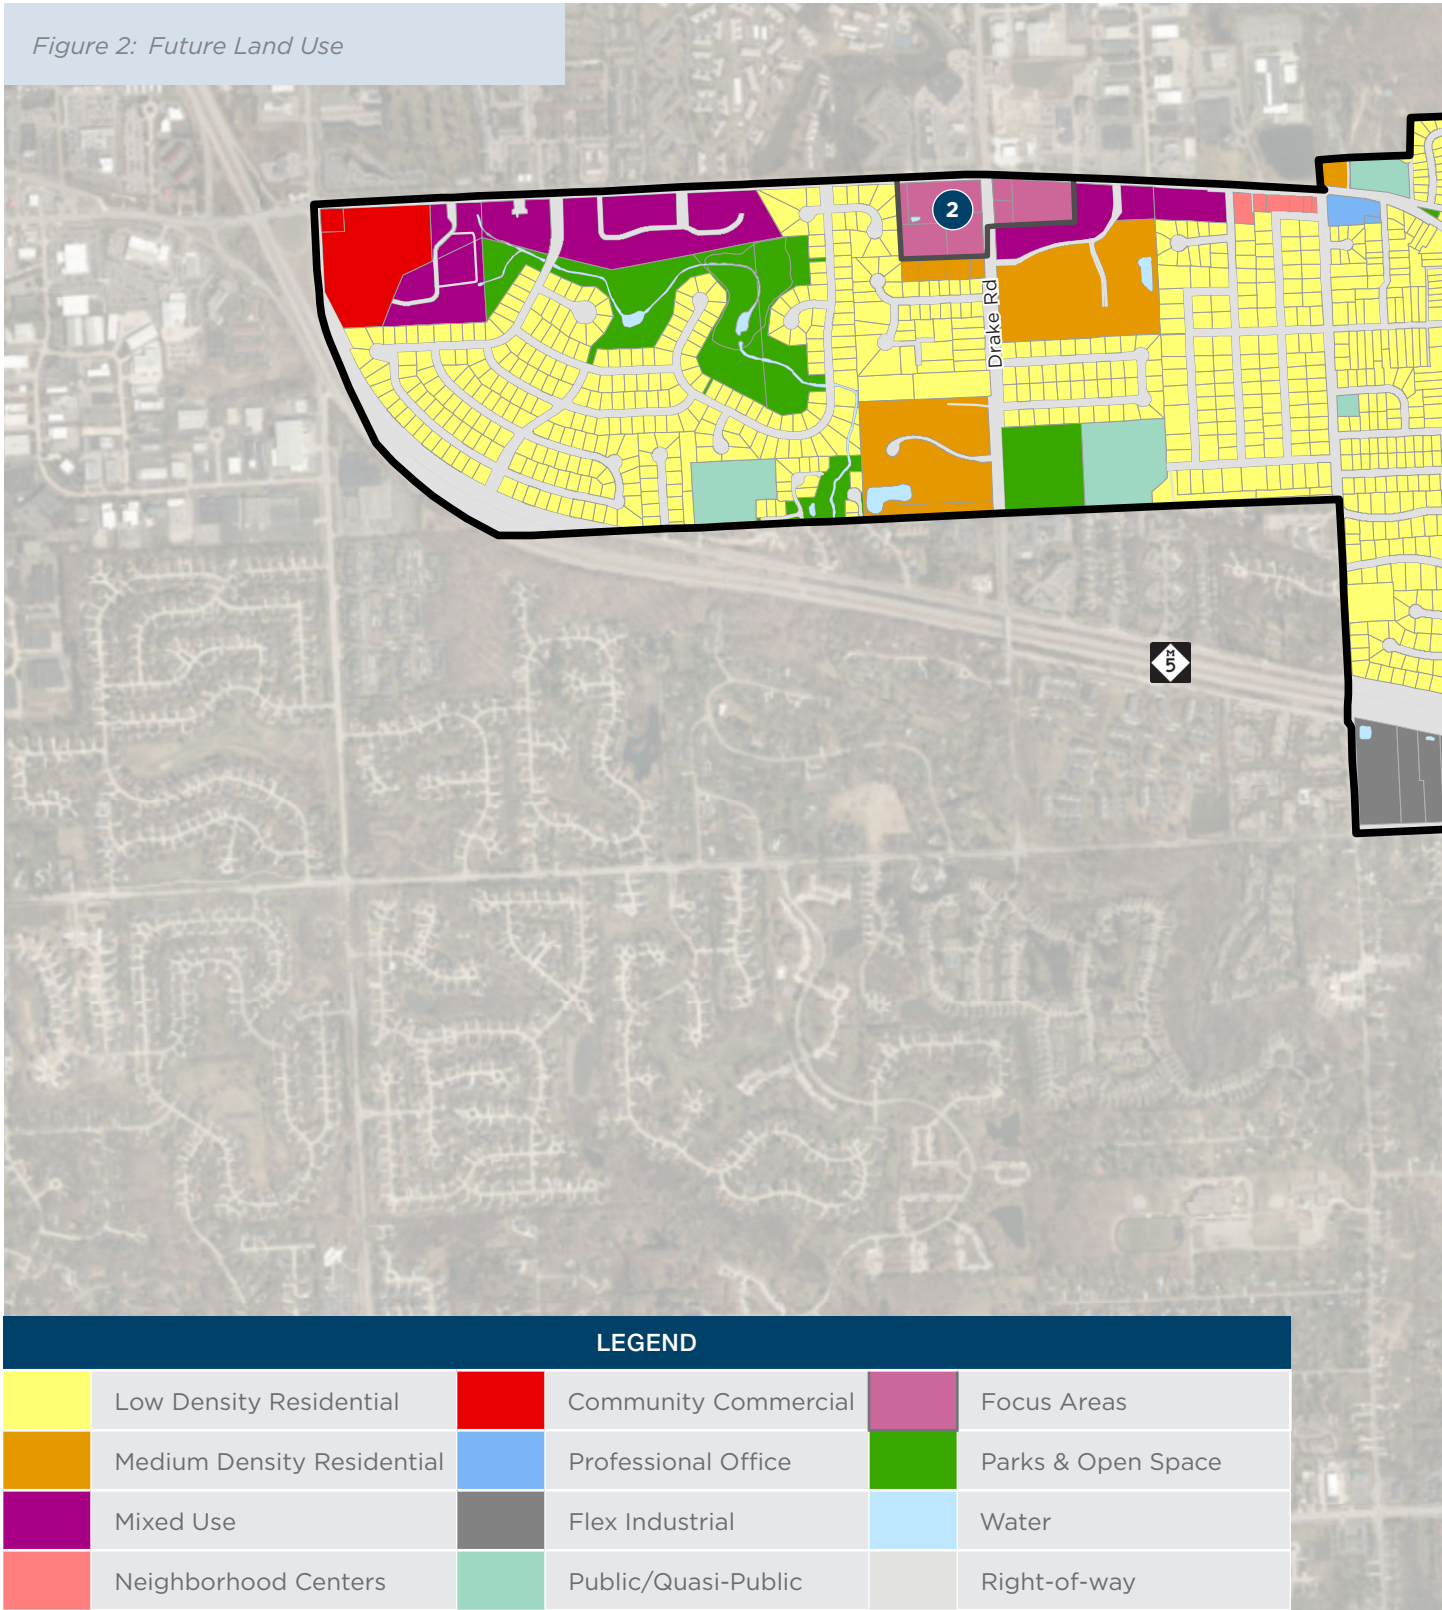 Figure 2: Future Land Use
2
Drake Rd
M
5
LEGEND
Low Density Residential
Community Commercial
Focus Areas
Medium Density Residential
Professional Office
Parks & Open Space
Mixed Use
Flex Industrial
Water
Neighborhood Centers
Public/Quasi-Public
Right-of-way